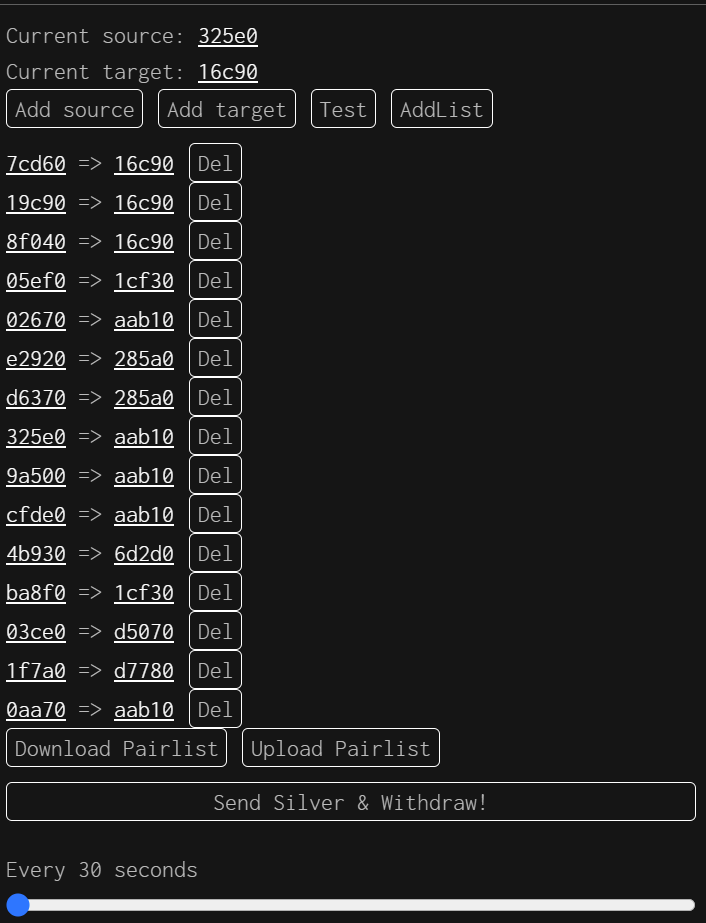 Current source: 325e0
Current target: 16c90
Add source Add target Test AddList
7cd60 => 16c90 Del
19c90 => 16c90 Del
8f040 => 16c90 Del
05ef0 => 1cf30 Del
02670 => aab10 Del
e2920 => 285a0 Del
d6370 => 285a0 Del
325e0 => aab10 Del
9a500 => aab10 Del
cfde0 => aab10 Del
4b930 => 6d2d0 Del
ba8f0 => 1cf30 Del
03ce0 => d5070 Del
1f7a0 => d7780 Del
0aa70 => aab10 Del
Download Pairlist Upload Pairlist
Send Silver & Withdraw!
Every 30 seconds